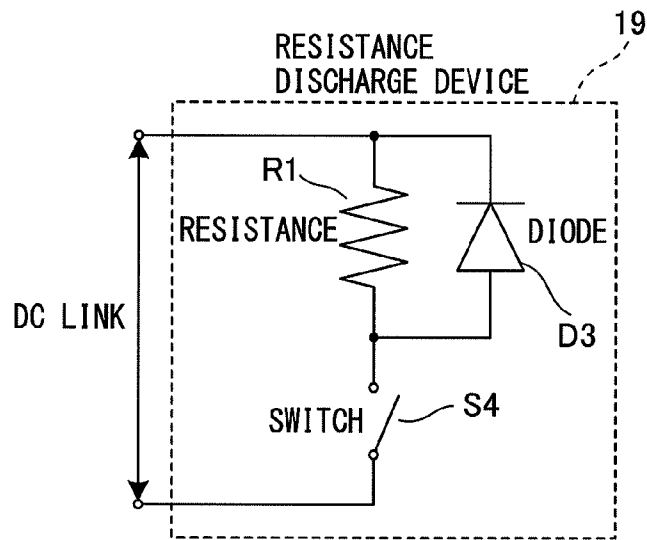 19
RESISTANCE
DISCHARGE DEVICE
R1
RESISTANCE
DIODE
DC LINK
D3
SWITCH
S4